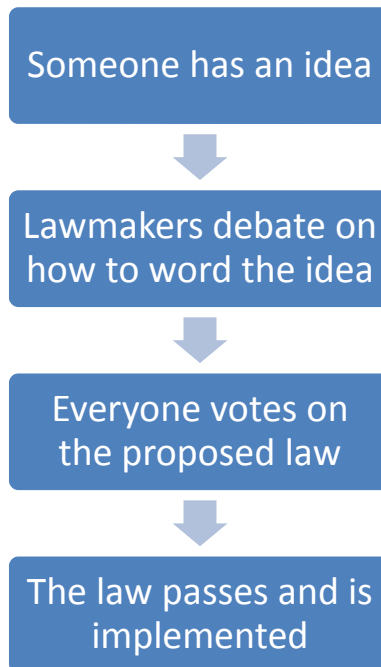 Someone has an idea
Lawmakers debate on
how to word the idea
Everyone votes on
the proposed law
The law passes and is
implemented